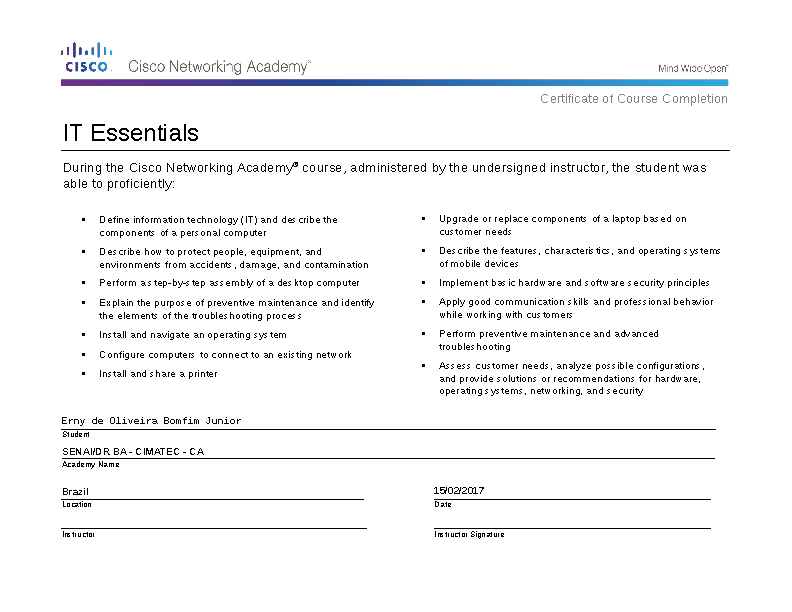 CISCO Cisco Networking Academy® Mind Wide Open™
Certificate of Course Completion
IT Essentials
During the Cisco Networking Academy® course, administered by the undersigned instructor, the student was
able to proficiently:
▪ Define information technology (IT) and describe the
components of a personal computer
▪ Describe how to protect people, equipment, and
environments from accidents, damage, and contamination
▪ Perform a step-by-step assembly of a desktop computer
▪ Explain the purpose of preventive maintenance and identify
the elements of the troubleshooting process
▪ Install and navigate an operating system
▪ Configure computers to connect to an existing network
▪ Install and share a printer
▪ Upgrade or replace components of a laptop based on
customer needs
▪ Describe the features, characteristics, and operating systems
of mobile devices
▪ Implement basic hardware and software security principles
▪ Apply good communication skills and professional behavior
while working with customers
▪ Perform preventive maintenance and advanced
troubleshooting
▪ Assess customer needs, analyze possible configurations,
and provide solutions or recommendations for hardware,
operating systems, networking, and security
Erny de Oliveira Bomfim Junior
Student
SENAI/DR BA - CIMATEC - CA
Academy Name
Brazil
Location
15/02/2017
Date
Instructor
Instructor Signature